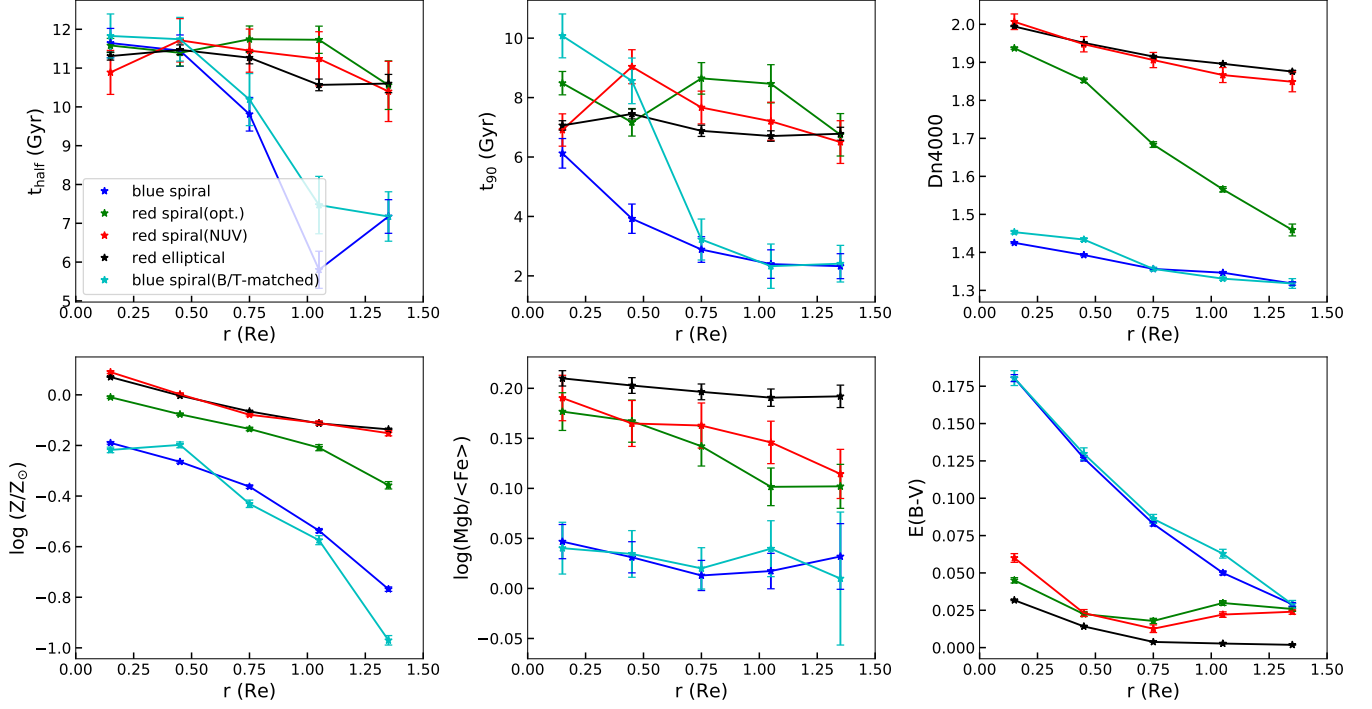 12
11
10
9
8
7
6
5
t_half (Gyr)
blue spiral
red spiral(opt.)
red spiral(NUV)
red elliptical
blue spiral(B/T-matched)
0.00 0.25 0.50 0.75 1.00 1.25 1.50
r (Re)
10
8
6
4
2
t_90 (Gyr)
0.00 0.25 0.50 0.75 1.00 1.25 1.50
r (Re)
2.0
1.9
1.8
1.7
1.6
1.5
1.4
1.3
Dn4000
0.00 0.25 0.50 0.75 1.00 1.25 1.50
r (Re)
0.0
−0.2
−0.4
−0.6
−0.8
−1.0
log (Z/Z⊙)
0.00 0.25 0.50 0.75 1.00 1.25 1.50
r (Re)
0.20
0.15
0.10
0.05
0.00
−0.05
log(Mgb/<Fe>)
0.00 0.25 0.50 0.75 1.00 1.25 1.50
r (Re)
0.175
0.150
0.125
0.100
0.075
0.050
0.025
0.000
E(B-V)
0.00 0.25 0.50 0.75 1.00 1.25 1.50
r (Re)